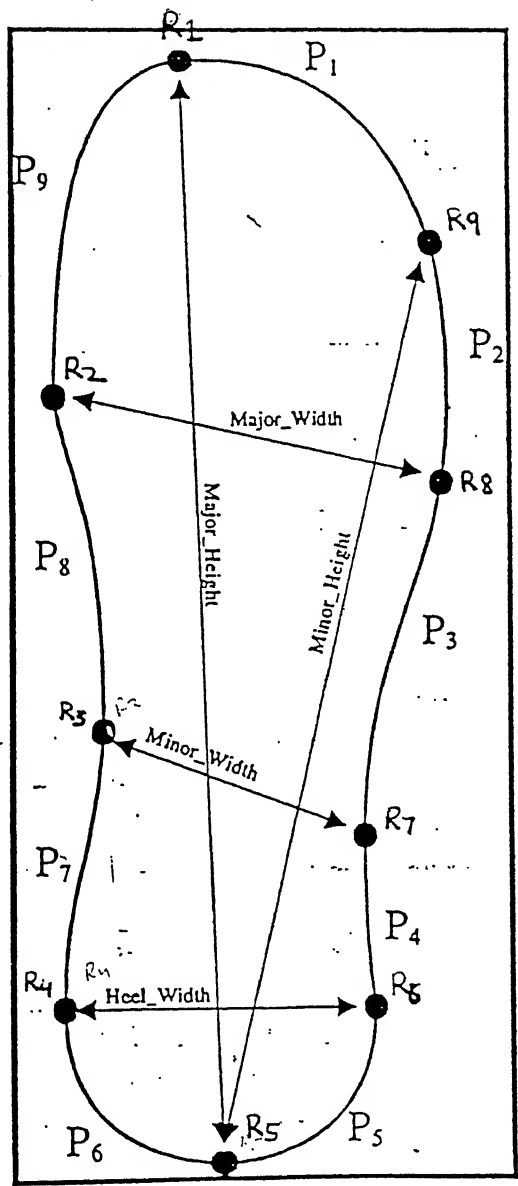 R1
P1
P9
R9
P2
R2
Major_Width
R8
Major_Height
Minor_Height
P8
P3
R3
Minor_Width
R7
P7
P4
R4
R4
Heel_Width
R6
R5
P5
P6